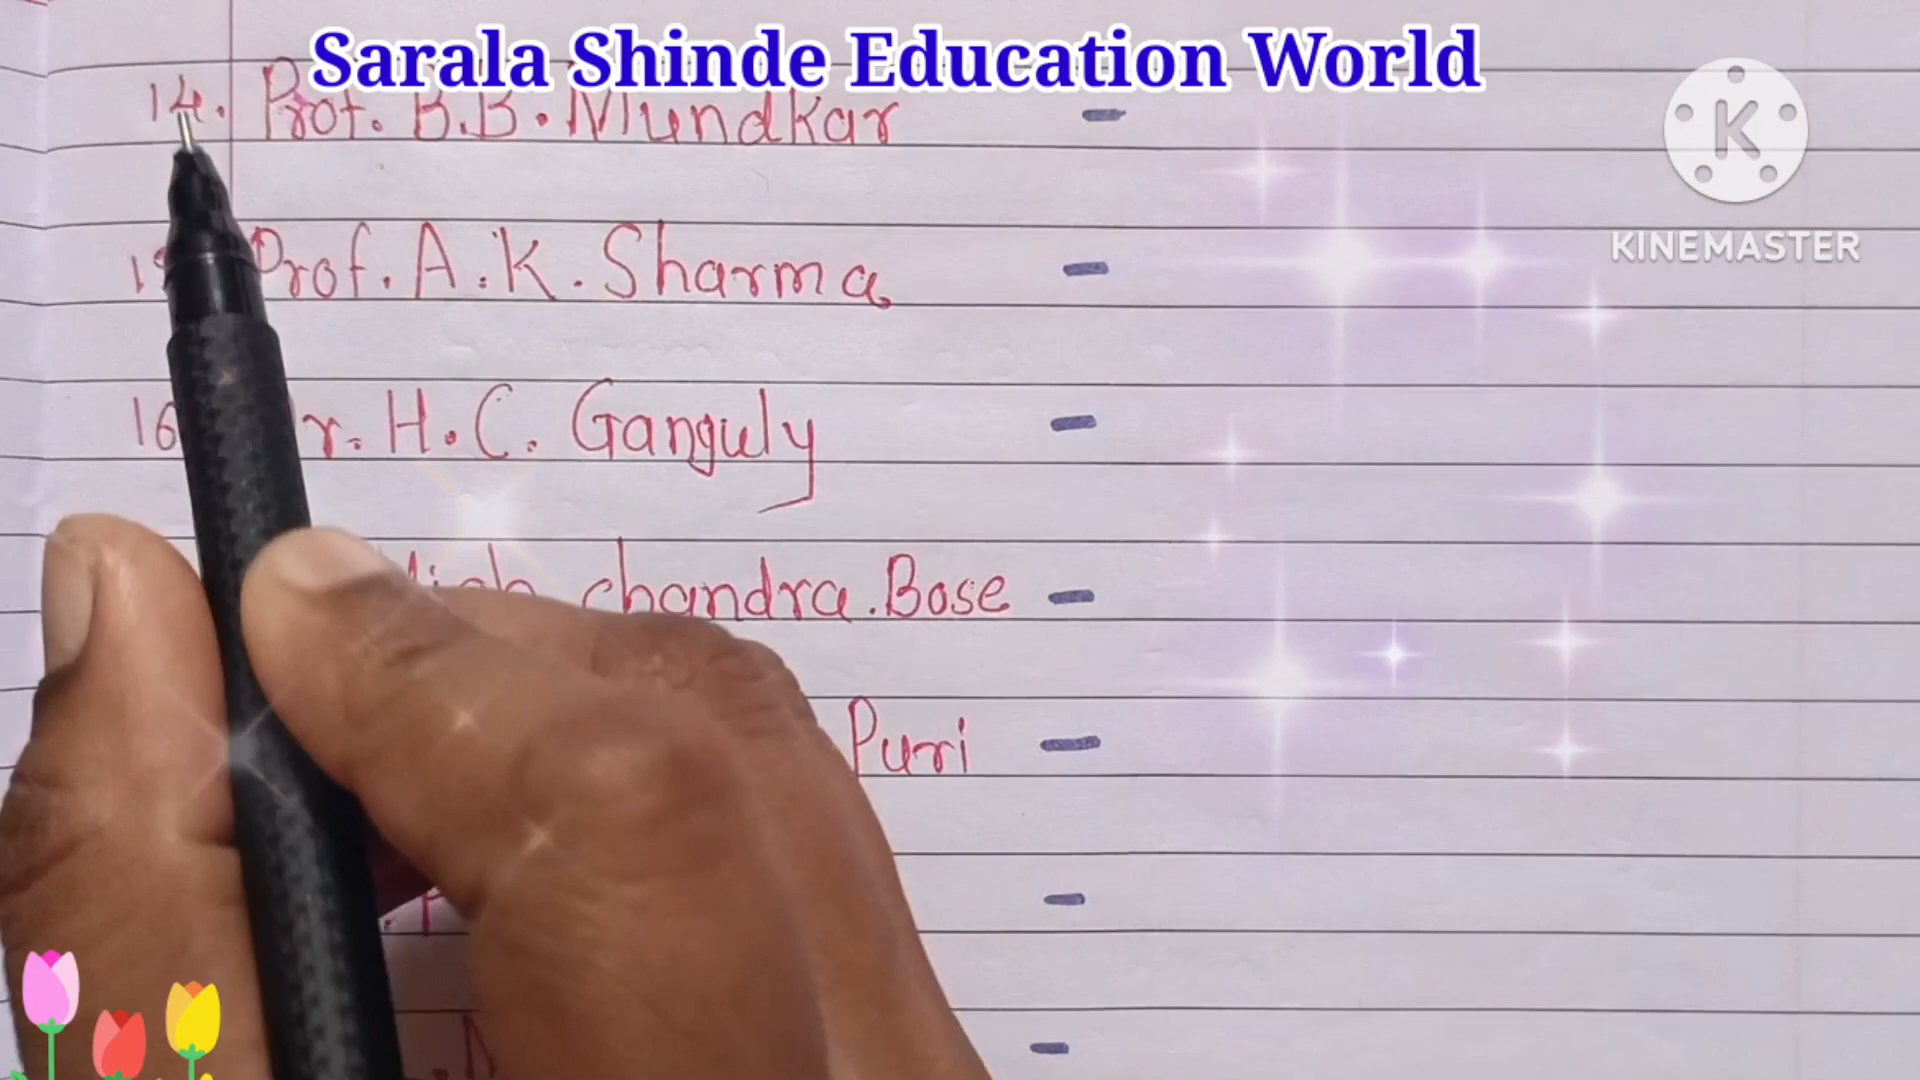 Sarala Shinde Education World
14. Prof. B.B. Mundkar -
KINEMASTER
Prof. A.K. Sharma -
16 r. H.C. Ganguly -
chandra.Bose -
Puri -
-
-